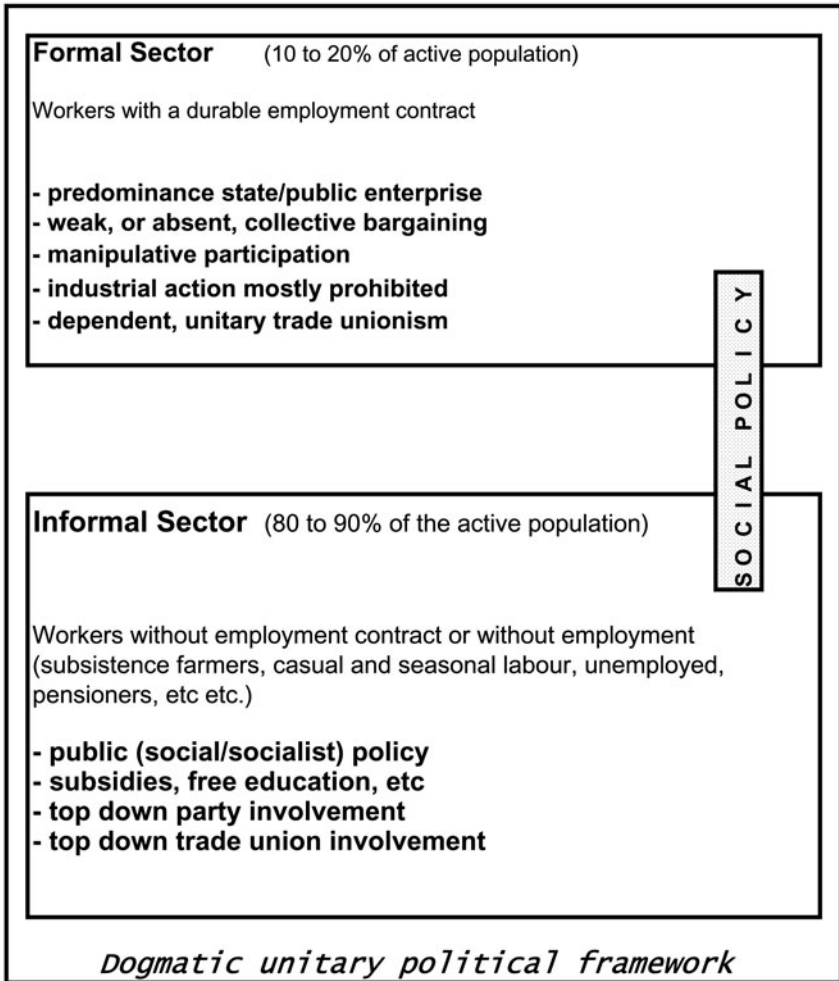 Formal Sector (10 to 20% of active population)
Workers with a durable employment contract
- predominance state/public enterprise
- weak, or absent, collective bargaining
- manipulative participation
- industrial action mostly prohibited
- dependent, unitary trade unionism
SOCIAL POLICY
Informal Sector (80 to 90% of the active population)
Workers without employment contract or without employment
(subsistence farmers, casual and seasonal labour, unemployed,
pensioners, etc etc.)
- public (social/socialist) policy
- subsidies, free education, etc
- top down party involvement
- top down trade union involvement
Dogmatic unitary political framework